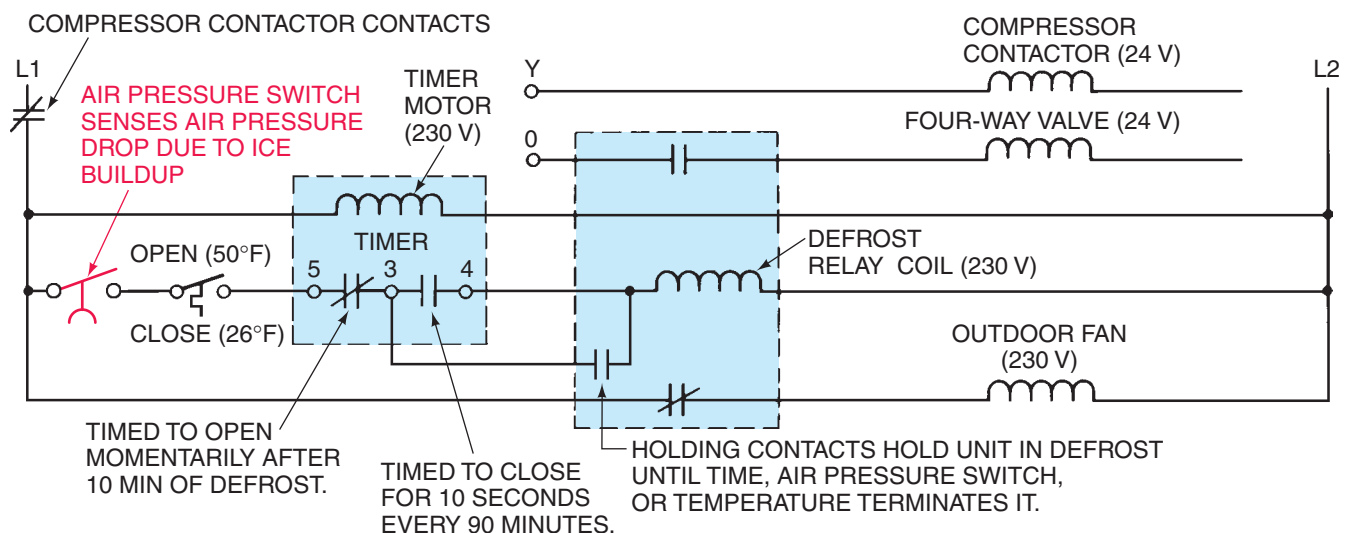 COMPRESSOR CONTACTOR CONTACTS
L1
AIR PRESSURE SWITCH
SENSES AIR PRESSURE
DROP DUE TO ICE
BUILDUP
TIMER
MOTOR
(230 V)
Y
COMPRESSOR
CONTACTOR (24 V)
L2
0
FOUR-WAY VALVE (24 V)
OPEN (50°F)
CLOSE (26°F)
TIMER
5
3
4
DEFROST
RELAY COIL (230 V)
OUTDOOR FAN
(230 V)
TIMED TO OPEN
MOMENTARILY AFTER
10 MIN OF DEFROST.
TIMED TO CLOSE
FOR 10 SECONDS
EVERY 90 MINUTES.
HOLDING CONTACTS HOLD UNIT IN DEFROST
UNTIL TIME, AIR PRESSURE SWITCH,
OR TEMPERATURE TERMINATES IT.